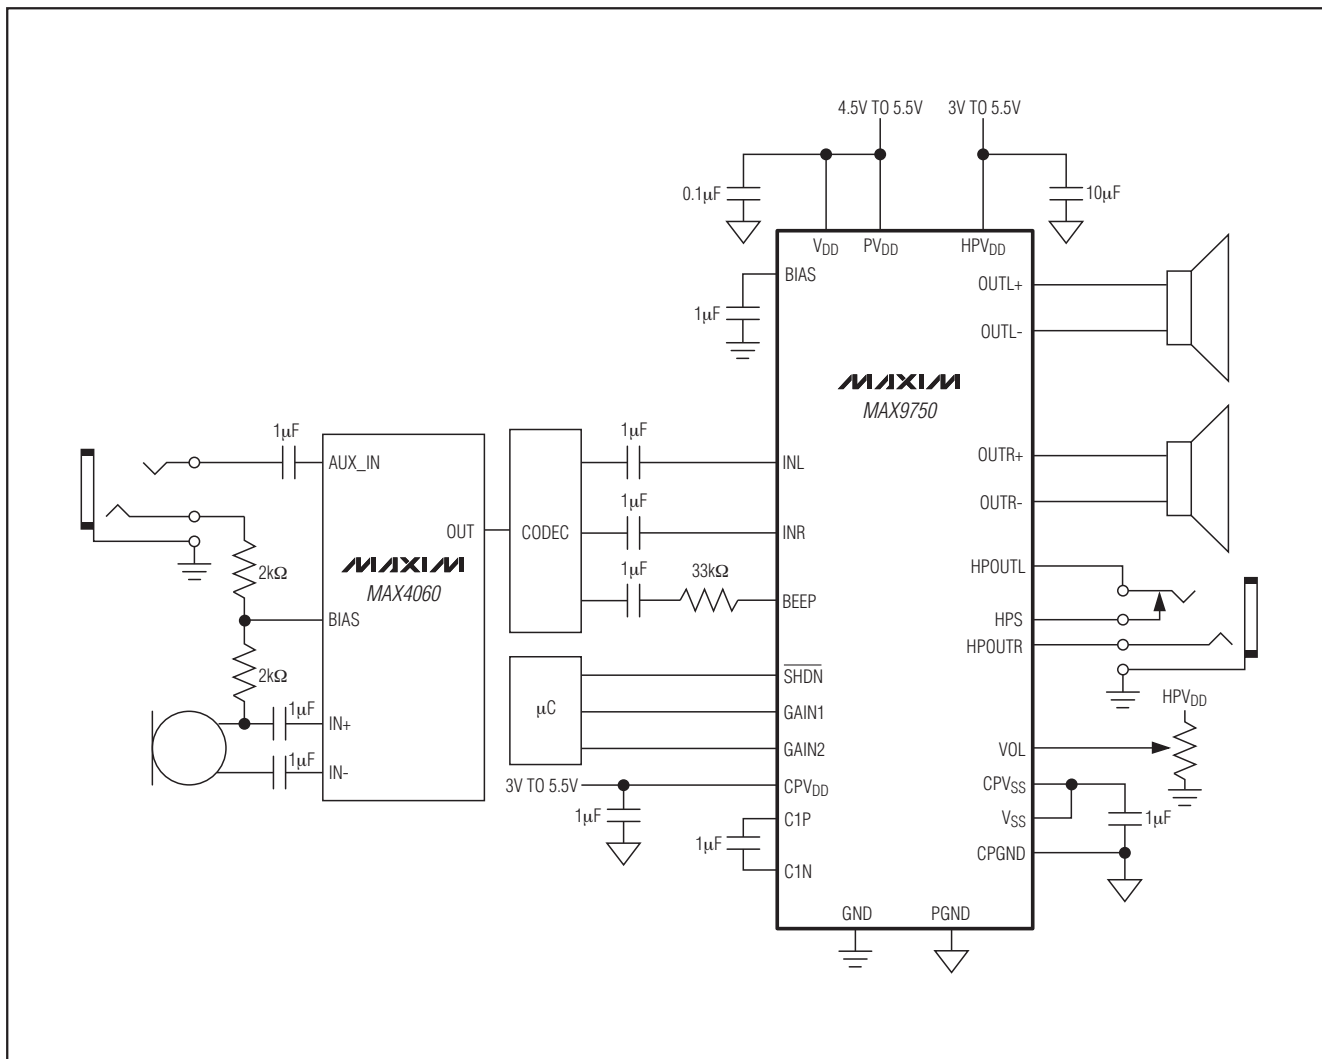 4.5V TO 5.5V
3V TO 5.5V
0.1μF
10μF
VDD
PVDD
HPVDD
BIAS
1μF
OUTL+
OUTL-
MAXIM
MAX9750
1μF
AUX_IN
OUT
MAXIM
MAX4060
2kΩ
BIAS
2kΩ
1μF
IN+
1μF
IN-
CODEC
1μF
INL
1μF
INR
1μF
33kΩ
BEEP
μC
SHDN
GAIN1
GAIN2
3V TO 5.5V
CPVDD
1μF
C1P
1μF
C1N
OUTR+
OUTR-
HPOUTL
HPS
HPOUTR
HPVDD
VOL
CPVSS
VSS
1μF
CPGND
GND
PGND